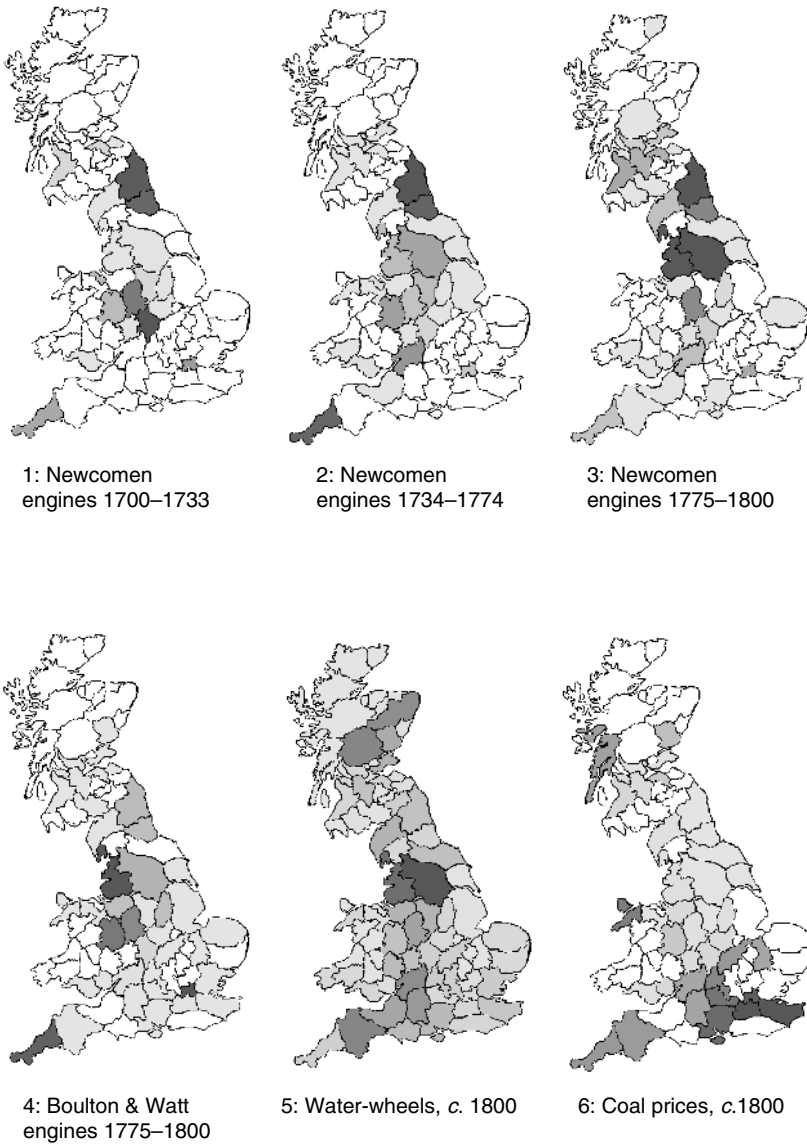 1: Newcomen
engines 1700–1733
2: Newcomen
engines 1734–1774
3: Newcomen
engines 1775–1800
4: Boulton & Watt
engines 1775–1800
5: Water-wheels, c. 1800
6: Coal prices, c.1800